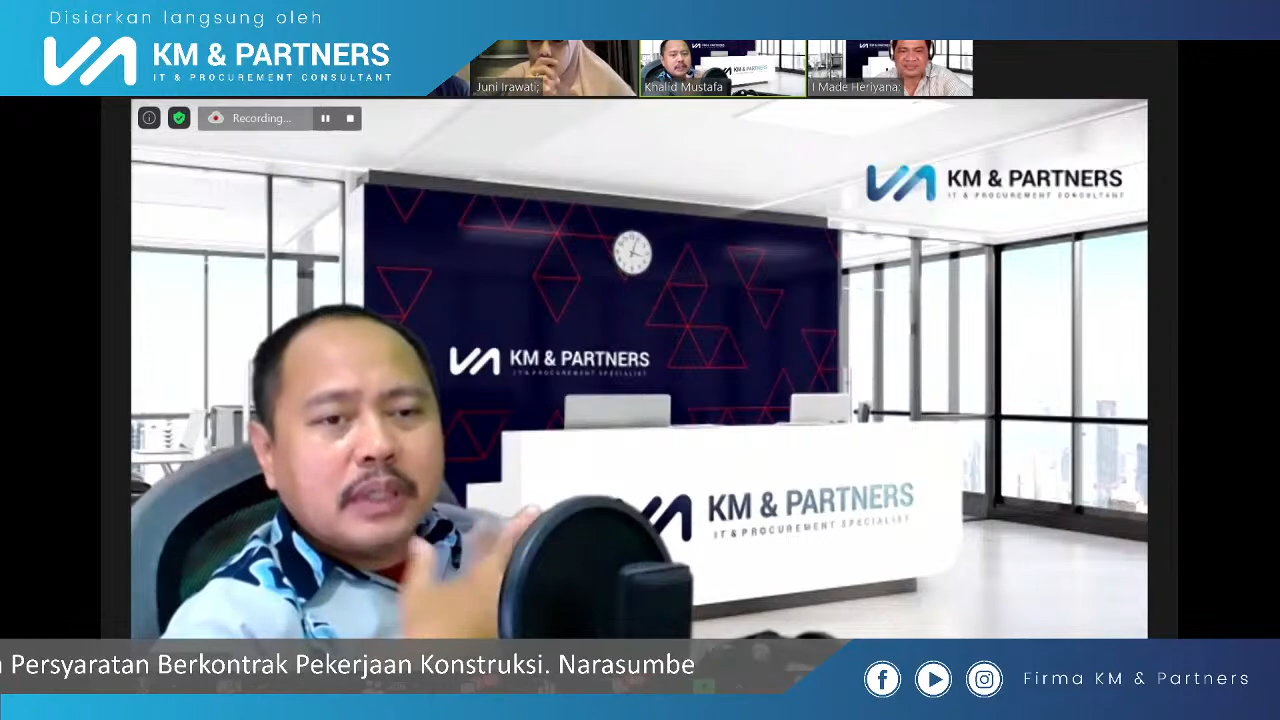 Disiarkan langsung oleh
KM & PARTNERS
IT & PROCUREMENT CONSULTANT
Juni Irawati;
Khalid Mustafa
I Made Heriyana;
Recording...
KM & PARTNERS
IT & PROCUREMENT CONSULTANT
KM & PARTNERS
IT & PROCUREMENT SPECIALIST
KM & PARTNERS
IT & PROCUREMENT SPECIALIST
Persyaratan Berkontrak Pekerjaan Konstruksi. Narasumbe
Firma KM & Partners